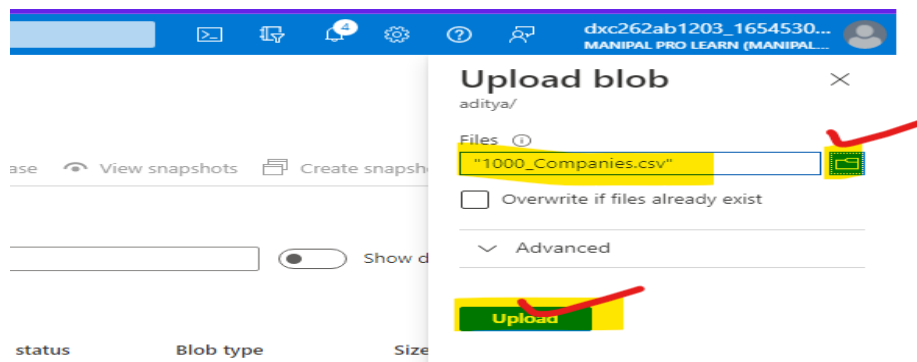 4
dxc262ab1203_1654530...
MANIPAL PRO LEARN (MANIPAL...
Upload blob
aditya/
Files
"1000_Companies.csv"
Overwrite if files already exist
Advanced
Upload
ase View snapshots Create snapsh
Show d
status Blob type Size